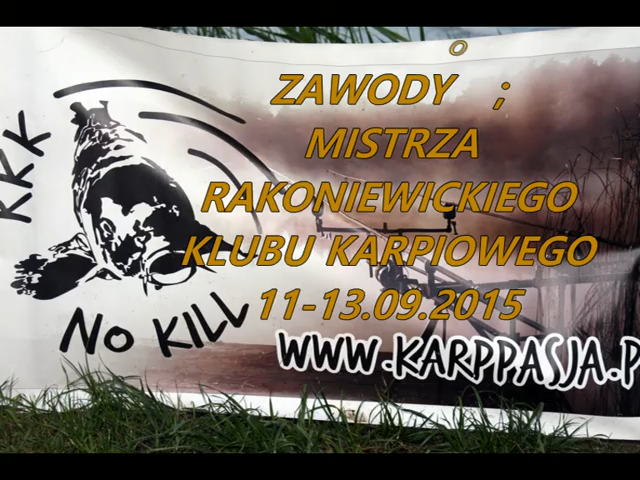 O
ZAWODY ;
MISTRZA
RAKONIEWICKIEGO
KLUBU KARPIOWEGO
11-13.09.2015
RKK
NO KILL
WWW.KARPPASJA.P